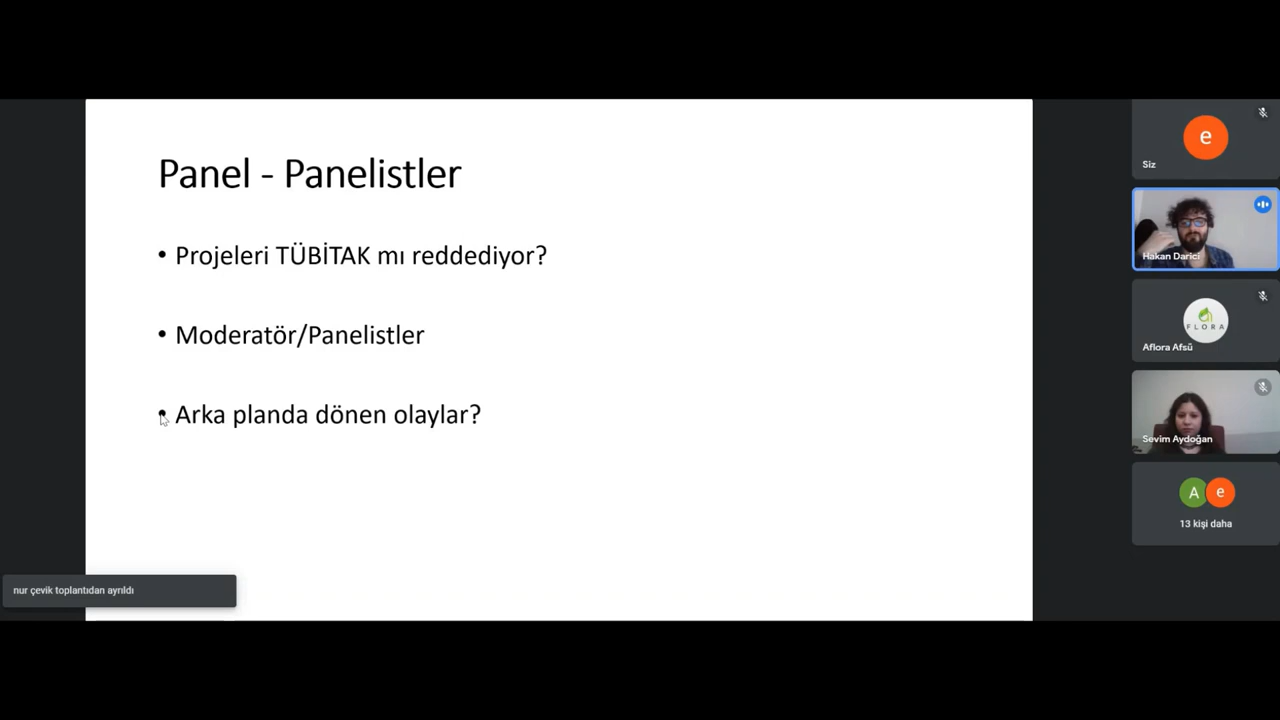 Panel - Panelistler
• Projeleri TÜBİTAK mı reddediyor?
• Moderatör/Panelistler
• Arka planda dönen olaylar?
nur çevik toplantıdan ayrıldı
e
Siz
Hakan Darici
FLORA
Aflora Afsü
Sevim Aydoğan
A e
13 kişi daha